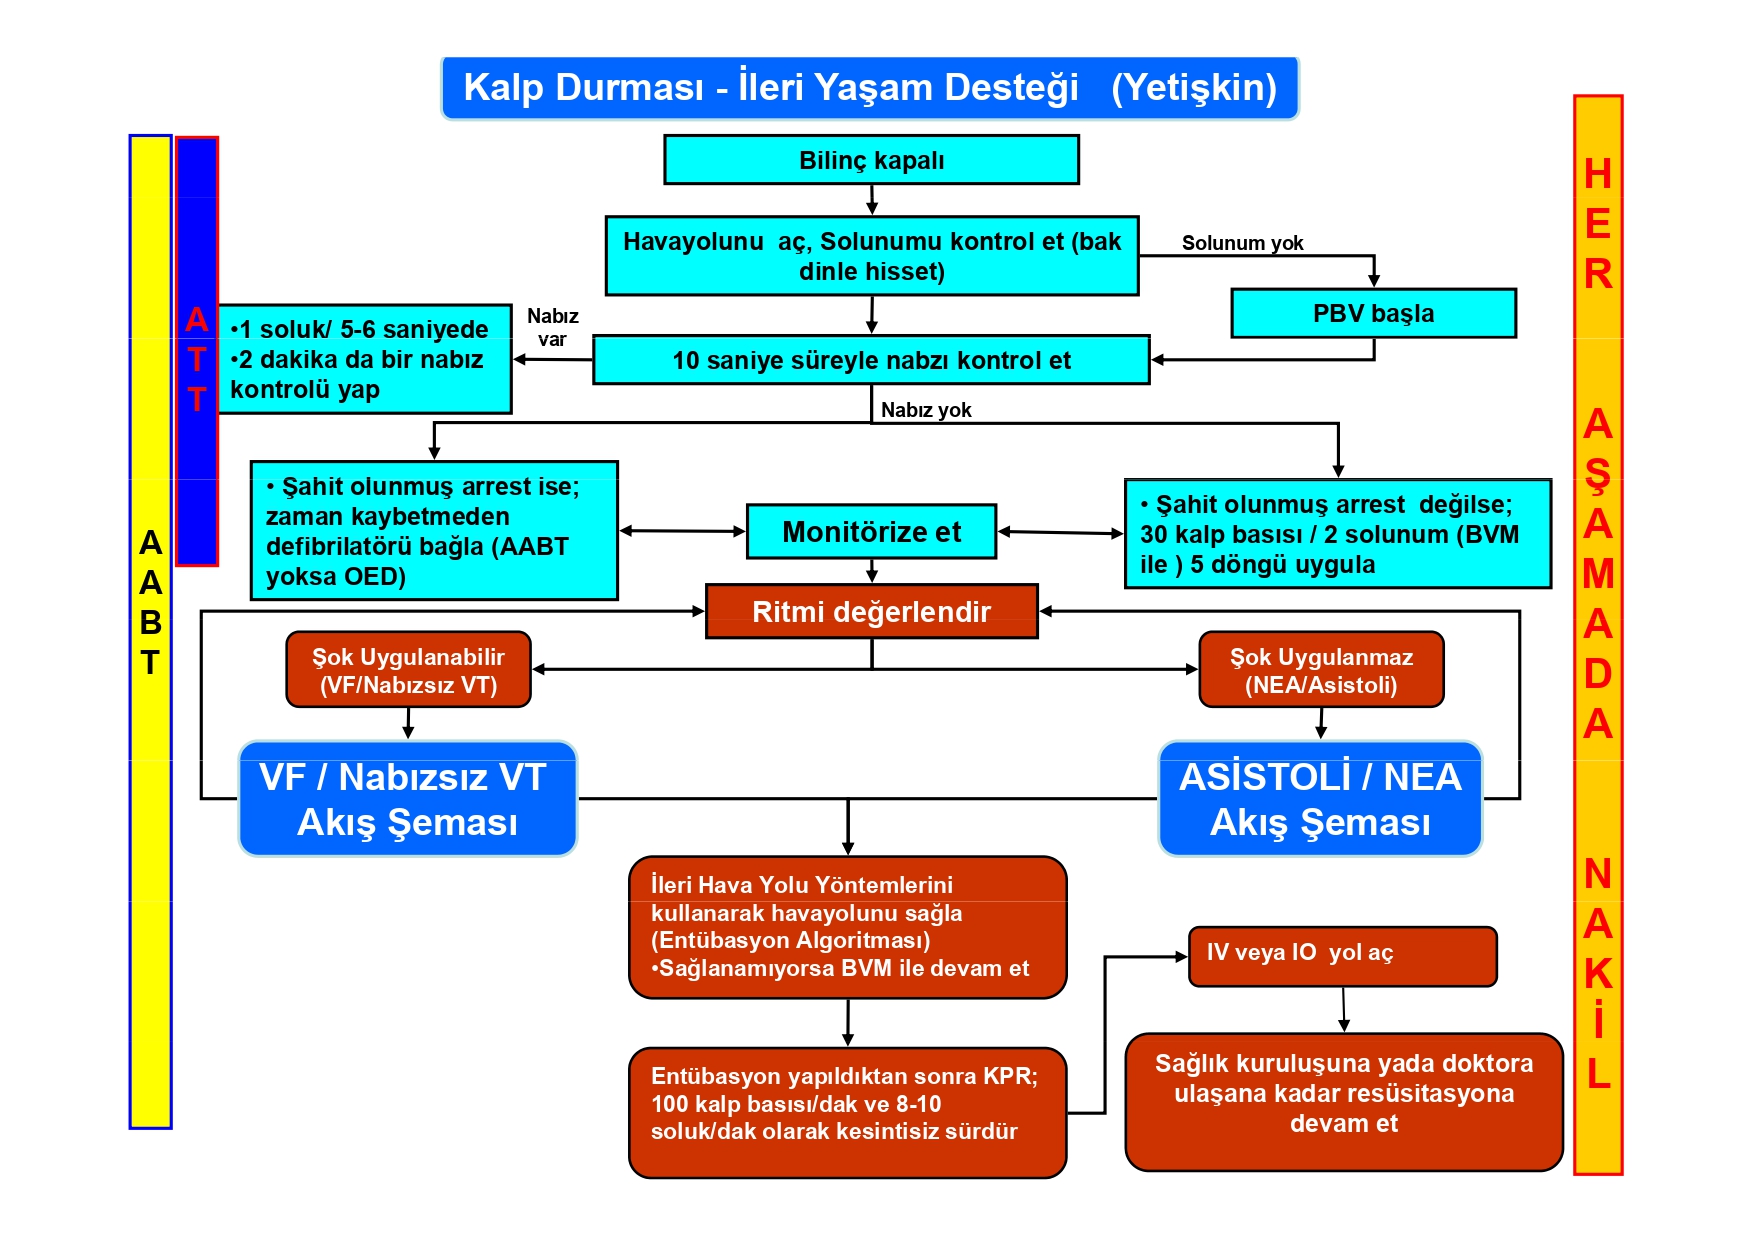 Kalp Durması - İleri Yaşam Desteği (Yetişkin)
Bilinç kapalı
Havayolunu aç, Solunumu kontrol et (bak
dinle hisset)
Solunum yok
PBV başla
10 saniye süreyle nabzı kontrol et
Nabız
var
•1 soluk/ 5-6 saniyede
•2 dakika da bir nabız
kontrolü yap
Nabız yok
• Şahit olunmuş arrest ise;
zaman kaybetmeden
defibrilatörü bağla (AABT
yoksa OED)
Monitörize et
• Şahit olunmuş arrest değilse;
30 kalp basısı / 2 solunum (BVM
ile ) 5 döngü uygula
Ritmi değerlendir
Şok Uygulanabilir
(VF/Nabızsız VT)
Şok Uygulanmaz
(NEA/Asistoli)
VF / Nabızsız VT
Akış Şeması
ASİSTOLİ / NEA
Akış Şeması
İleri Hava Yolu Yöntemlerini
kullanarak havayolunu sağla
(Entübasyon Algoritması)
•Sağlanamıyorsa BVM ile devam et
Entübasyon yapıldıktan sonra KPR;
100 kalp basısı/dak ve 8-10
soluk/dak olarak kesintisiz sürdür
IV veya IO yol aç
Sağlık kuruluşuna yada doktora
ulaşana kadar resüsitasyona
devam et
AABT
ATT
HER AŞAMADA NAKİL